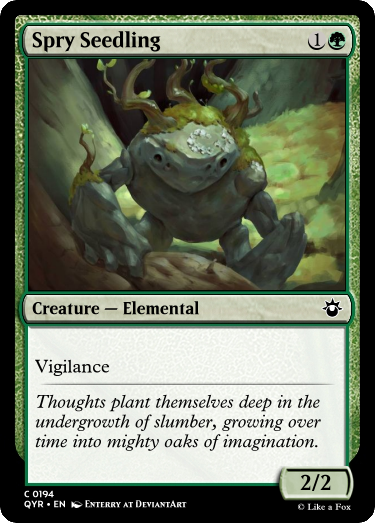 Spry Seedling 1
Creature — Elemental
Vigilance
Thoughts plant themselves deep in the
undergrowth of slumber, growing over
time into mighty oaks of imagination.
2/2
C 0194
QYR • EN Enterry at DeviantArt
© Like a Fox